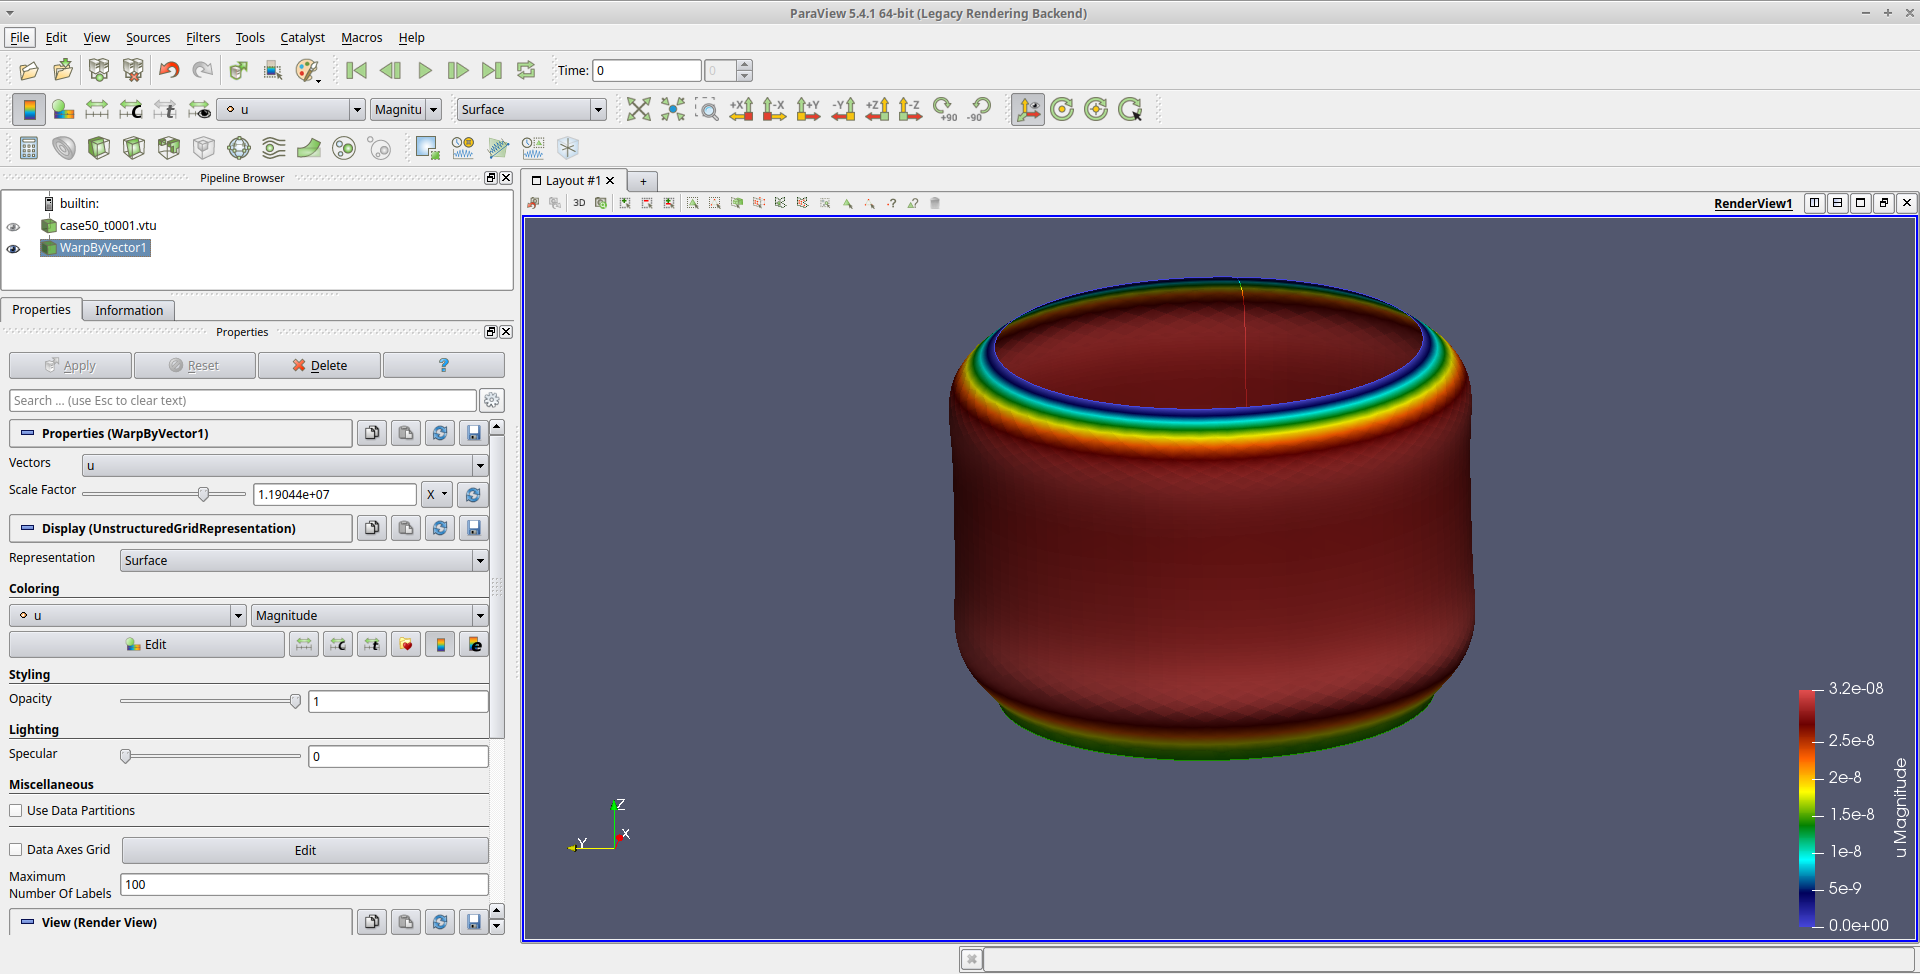 ParaView 5.4.1 64-bit (Legacy Rendering Backend)
File Edit View Sources Filters Tools Catalyst Macros Help
Time: 0 0
u Magnitu Surface
+X -X +Y -Y +Z -Z +90 -90
Pipeline Browser
builtin:
case50_t0001.vtu
WarpByVector1
Properties Information
Properties
Apply Reset Delete ?
Search ... (use Esc to clear text)
Properties (WarpByVector1)
Vectors u
Scale Factor 1.19044e+07 X
Display (UnstructuredGridRepresentation)
Representation Surface
Coloring
u Magnitude
Edit
Styling
Opacity 1
Lighting
Specular 0
Miscellaneous
Use Data Partitions
Data Axes Grid Edit
Maximum
Number Of Labels 100
View (Render View)
Layout #1 +
3D RenderView1
Z
X
Y
3.2e-08
2.5e-8
2e-8
1.5e-8
1e-8
5e-9
0.0e+00
u Magnitude